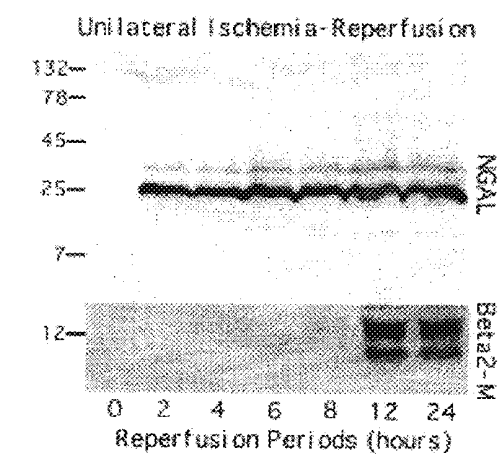 Unilateral Ischemia-Reperfusion
132
78
45
25
7
NGAL
12
Beta2-M
0 2 4 6 8 12 24
Reperfusion Periods (hours)